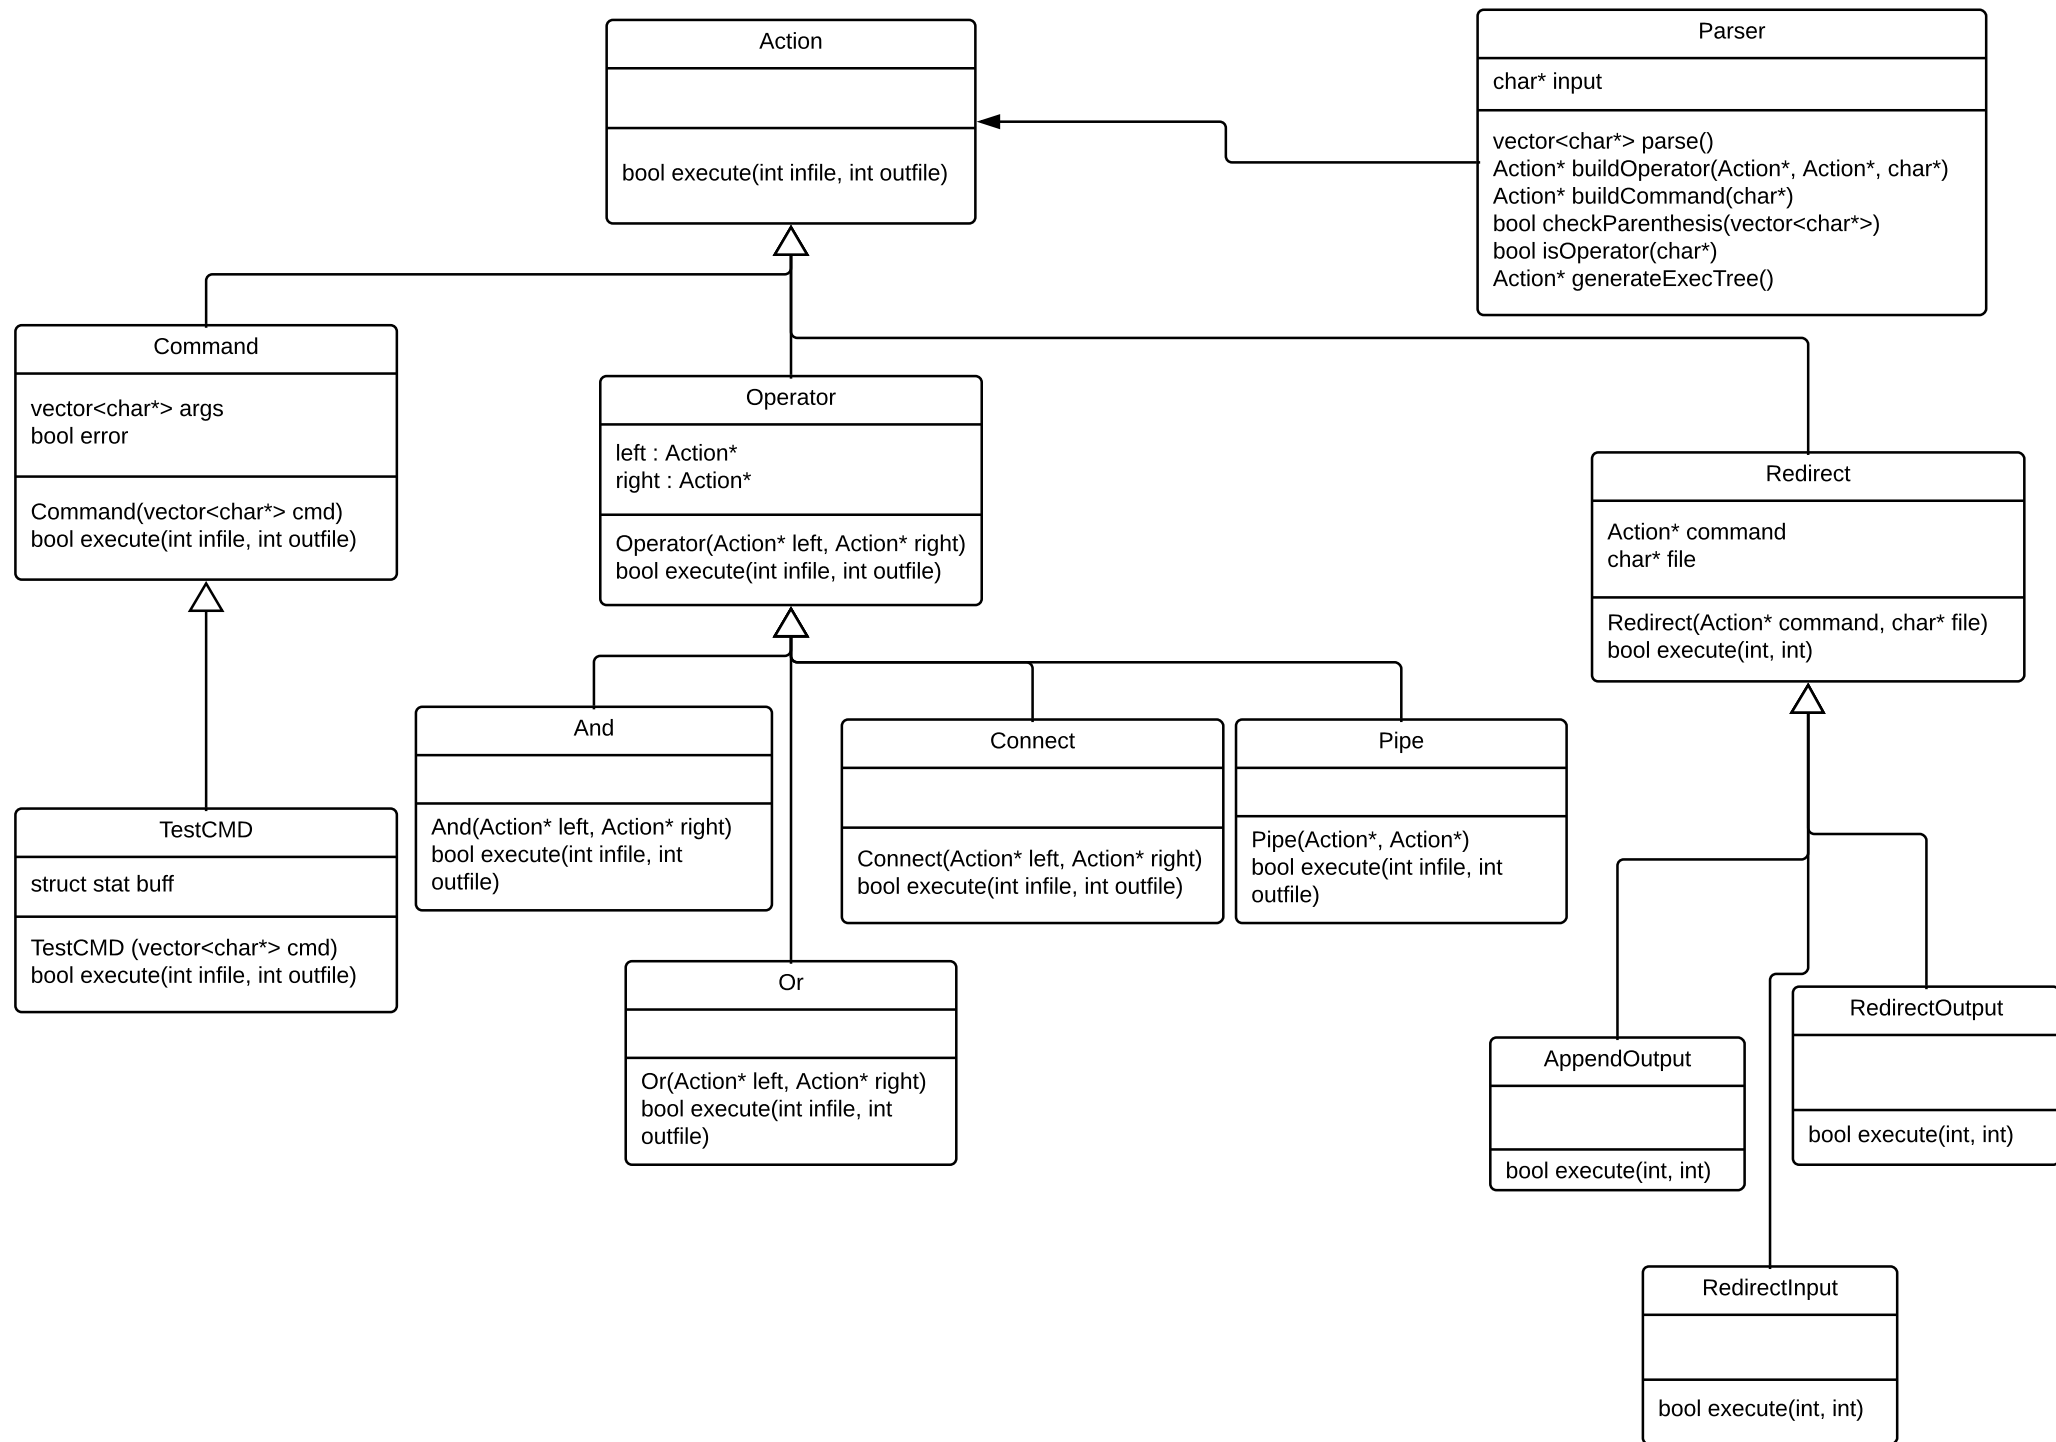 Action
bool execute(int infile, int outfile)
Parser
char* input
vector<char*> parse()
Action* buildOperator(Action*, Action*, char*)
Action* buildCommand(char*)
bool checkParenthesis(vector<char*>)
bool isOperator(char*)
Action* generateExecTree()
Command
vector<char*> args
bool error
Command(vector<char*> cmd)
bool execute(int infile, int outfile)
Operator
left : Action*
right : Action*
Operator(Action* left, Action* right)
bool execute(int infile, int outfile)
Redirect
Action* command
char* file
Redirect(Action* command, char* file)
bool execute(int, int)
TestCMD
struct stat buff
TestCMD (vector<char*> cmd)
bool execute(int infile, int outfile)
And
And(Action* left, Action* right)
bool execute(int infile, int
outfile)
Connect
Connect(Action* left, Action* right)
bool execute(int infile, int outfile)
Pipe
Pipe(Action*, Action*)
bool execute(int infile, int
outfile)
Or
Or(Action* left, Action* right)
bool execute(int infile, int
outfile)
AppendOutput
bool execute(int, int)
RedirectOutput
bool execute(int, int)
RedirectInput
bool execute(int, int)